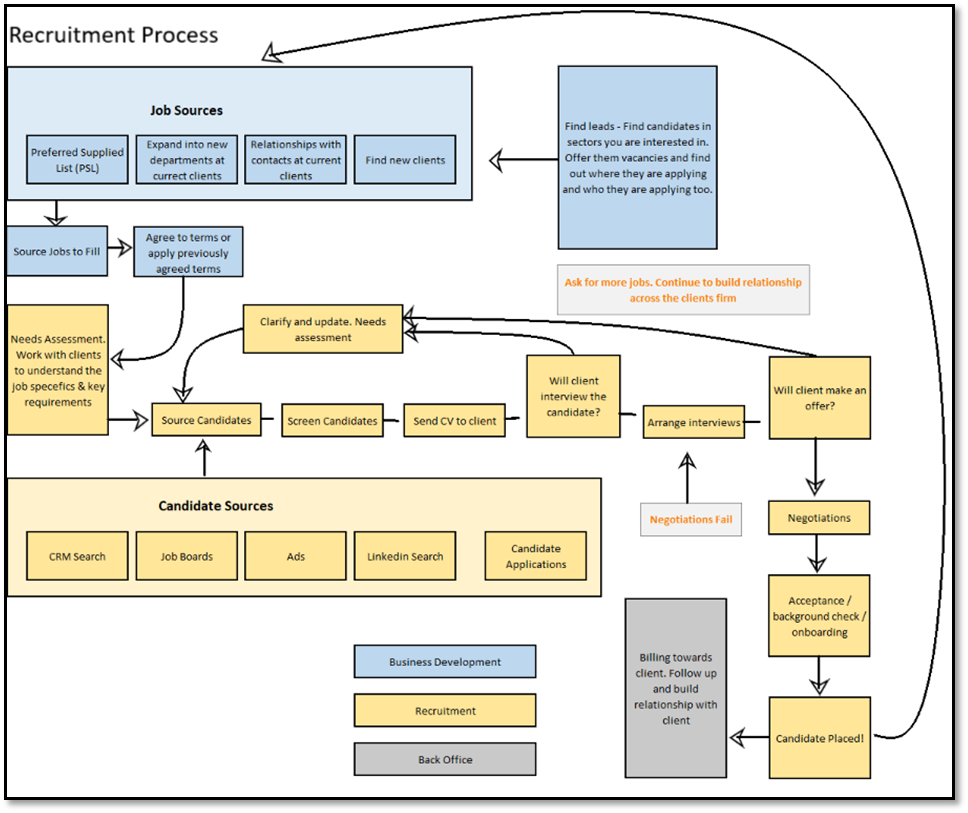 Recruitment Process
Job Sources
Preferred Supplied
List (PSL)
Expand into new
departments at
currect clients
Relationships with
contacts at current
clients
Find new clients
Find leads - Find candidates in
sectors you are interested in.
Offer them vacancies and find
out where they are applying
and who they are applying too.
Source Jobs to Fill
Agree to terms or
apply previously
agreed terms
Ask for more jobs. Continue to build relationship
across the clients firm
Needs Assessment.
Work with clients
to understand the
job specefics & key
requirements
Clarify and update. Needs
assessment
Source Candidates
Screen Candidates
Send CV to client
Will client
interview the
candidate?
Arrange interviews
Will client make an
offer?
Candidate Sources
CRM Search
Job Boards
Ads
Linkedin Search
Candidate
Applications
Negotiations Fail
Negotiations
Acceptance /
background check /
onboarding
Candidate Placed!
Billing towards
client. Follow up
and build
relationship with
client
Business Development
Recruitment
Back Office